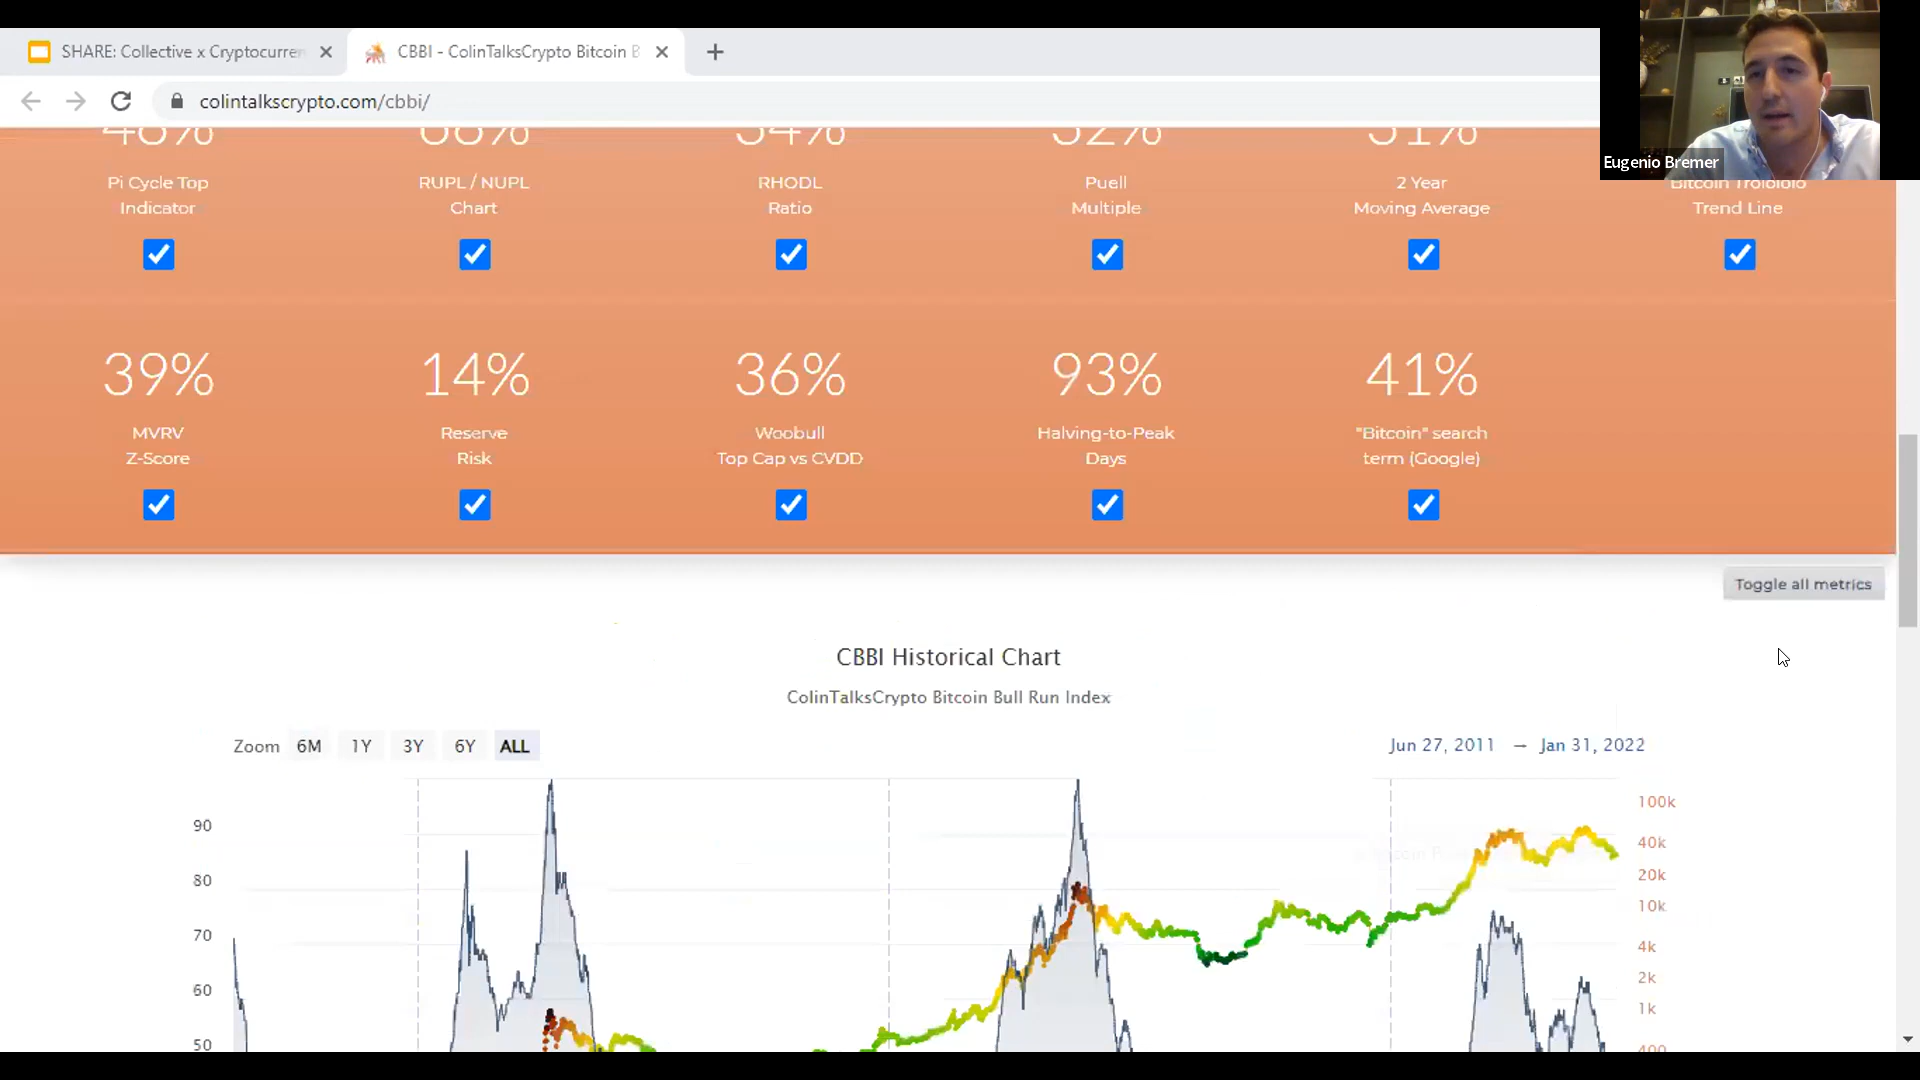 SHARE: Collective x Cryptocurren
CBBI - ColinTalksCrypto Bitcoin B
colintalkscrypto.com/cbbi/
Eugenio Bremer
Pi Cycle Top
Indicator
RUPL / NUPL
Chart
RHODL
Ratio
Puell
Multiple
2 Year
Moving Average
Bitcoin Trolololo
Trend Line
39%
MVRV
Z-Score
14%
Reserve
Risk
36%
Woobull
Top Cap vs CVDD
93%
Halving-to-Peak
Days
41%
"Bitcoin" search
term (Google)
Toggle all metrics
CBBI Historical Chart
ColinTalksCrypto Bitcoin Bull Run Index
Zoom 6M 1Y 3Y 6Y ALL
Jun 27, 2011 → Jan 31, 2022
90
80
70
60
50
100k
40k
20k
10k
4k
2k
1k
400